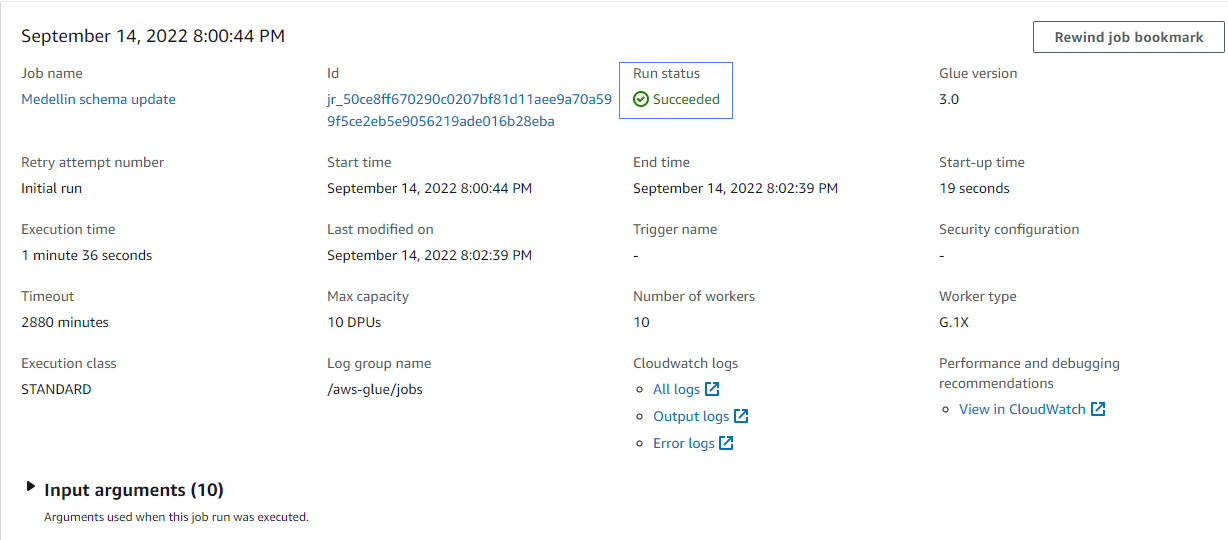 September 14, 2022 8:00:44 PM
Rewind job bookmark
Job name
Medellin schema update
Id
jr_50ce8ff670290c0207bf81d11aee9a70a59
9f5ce2eb5e9056219ade016b28eba
Run status
Succeeded
Glue version
3.0
Retry attempt number
Initial run
Start time
September 14, 2022 8:00:44 PM
End time
September 14, 2022 8:02:39 PM
Start-up time
19 seconds
Execution time
1 minute 36 seconds
Last modified on
September 14, 2022 8:02:39 PM
Trigger name
-
Security configuration
-
Timeout
2880 minutes
Max capacity
10 DPUs
Number of workers
10
Worker type
G.1X
Execution class
STANDARD
Log group name
/aws-glue/jobs
Cloudwatch logs
All logs
Output logs
Error logs
Performance and debugging
recommendations
View in CloudWatch
Input arguments (10)
Arguments used when this job run was executed.